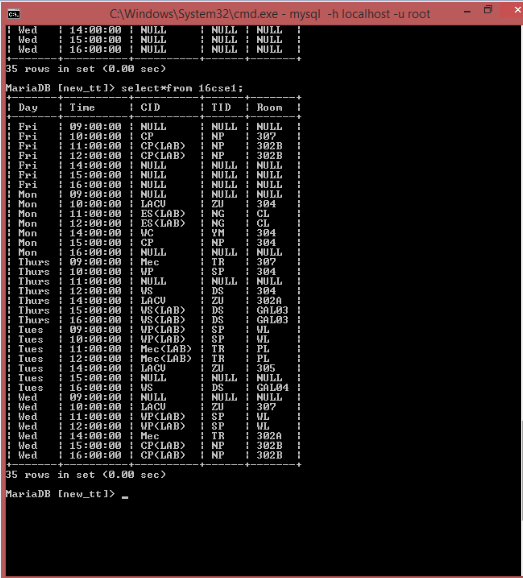 C:\Windows\System32\cmd.exe - mysql -h localhost -u root
| Wed | 14:00:00 | NULL | NULL | NULL |
| Wed | 15:00:00 | NULL | NULL | NULL |
| Wed | 16:00:00 | NULL | NULL | NULL |
35 rows in set (0.00 sec)
MariaDB [new_tt]> select*from 16cse1;
| Day | Time | CID | TID | Room |
| Fri | 09:00:00 | NULL | NULL | NULL |
| Fri | 10:00:00 | CP | NP | 307 |
| Fri | 11:00:00 | CP(LAB) | NP | 302B |
| Fri | 12:00:00 | CP(LAB) | NP | 302B |
| Fri | 14:00:00 | NULL | NULL | NULL |
| Fri | 15:00:00 | NULL | NULL | NULL |
| Fri | 16:00:00 | NULL | NULL | NULL |
| Mon | 09:00:00 | NULL | NULL | NULL |
| Mon | 10:00:00 | LACV | ZU | 304 |
| Mon | 11:00:00 | ES(LAB) | NG | CL |
| Mon | 12:00:00 | ES(LAB) | NG | CL |
| Mon | 14:00:00 | WC | YM | 304 |
| Mon | 15:00:00 | CP | NP | 304 |
| Mon | 16:00:00 | NULL | NULL | NULL |
| Thurs | 09:00:00 | Mec | TR | 307 |
| Thurs | 10:00:00 | WP | SP | 304 |
| Thurs | 11:00:00 | NULL | NULL | NULL |
| Thurs | 12:00:00 | WS | DS | 304 |
| Thurs | 14:00:00 | LACV | ZU | 302A |
| Thurs | 15:00:00 | WS(LAB) | DS | GAL03 |
| Thurs | 16:00:00 | WS(LAB) | DS | GAL03 |
| Tues | 09:00:00 | WP(LAB) | SP | WL |
| Tues | 10:00:00 | WP(LAB) | SP | WL |
| Tues | 11:00:00 | Mec(LAB) | TR | PL |
| Tues | 12:00:00 | Mec(LAB) | TR | PL |
| Tues | 14:00:00 | LACV | ZU | 305 |
| Tues | 15:00:00 | NULL | NULL | NULL |
| Tues | 16:00:00 | WS | DS | GAL04 |
| Wed | 09:00:00 | NULL | NULL | NULL |
| Wed | 10:00:00 | LACV | ZU | 307 |
| Wed | 11:00:00 | WP(LAB) | SP | WL |
| Wed | 12:00:00 | WP(LAB) | SP | WL |
| Wed | 14:00:00 | Mec | TR | 302A |
| Wed | 15:00:00 | CP(LAB) | NP | 302B |
| Wed | 16:00:00 | CP(LAB) | NP | 302B |
35 rows in set (0.00 sec)
MariaDB [new_tt]> _